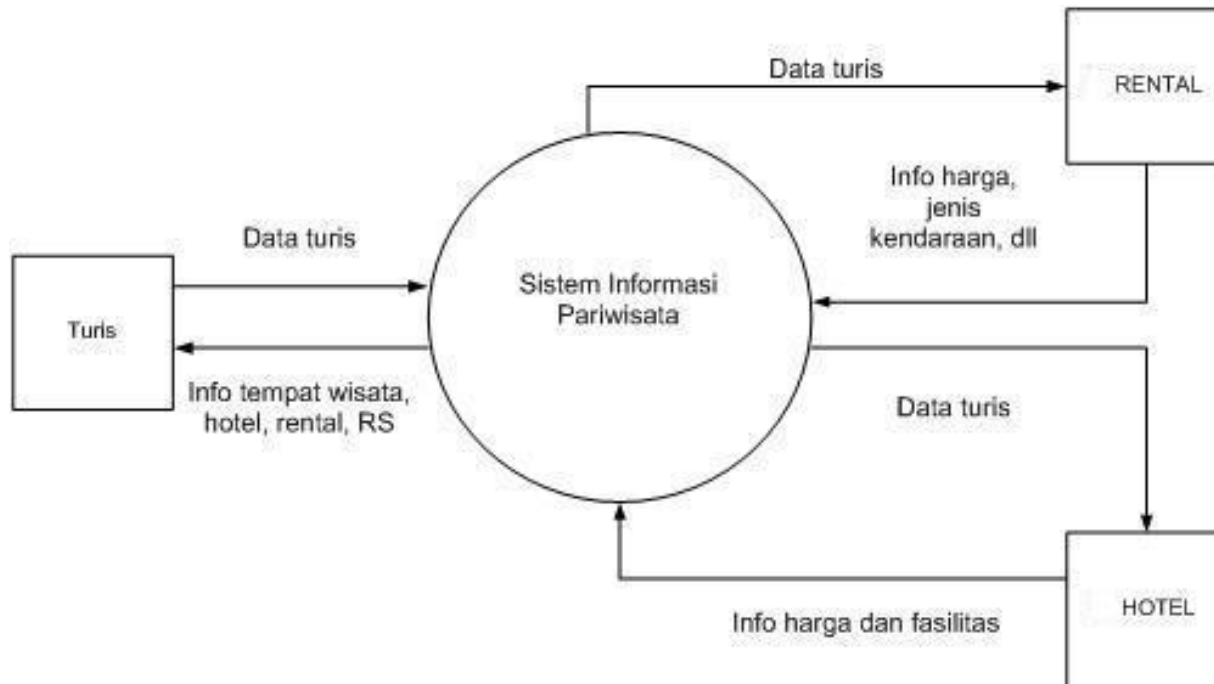 Data turis
RENTAL
Info harga,
jenis
kendaraan, dll
Data turis
Sistem Informasi
Pariwisata
Turis
Info tempat wisata,
hotel, rental, RS
Data turis
HOTEL
Info harga dan fasilitas